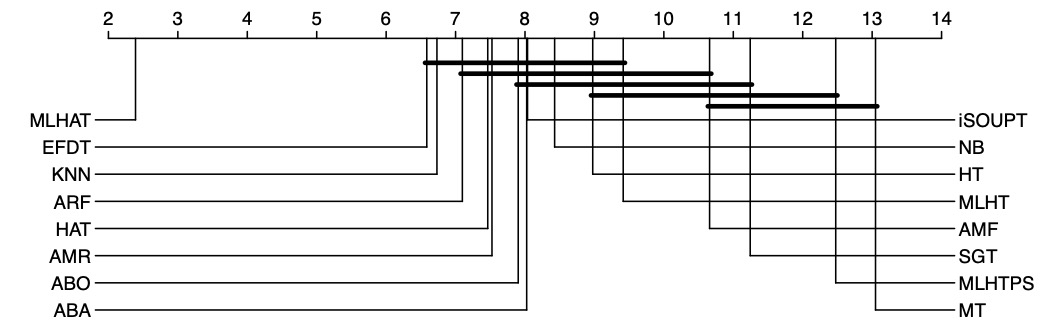 2 3 4 5 6 7 8 9 10 11 12 13 14
MLHAT iSOUPT
EFDT NB
KNN HT
ARF MLHT
HAT AMF
AMR SGT
ABO MLHTPS
ABA MT